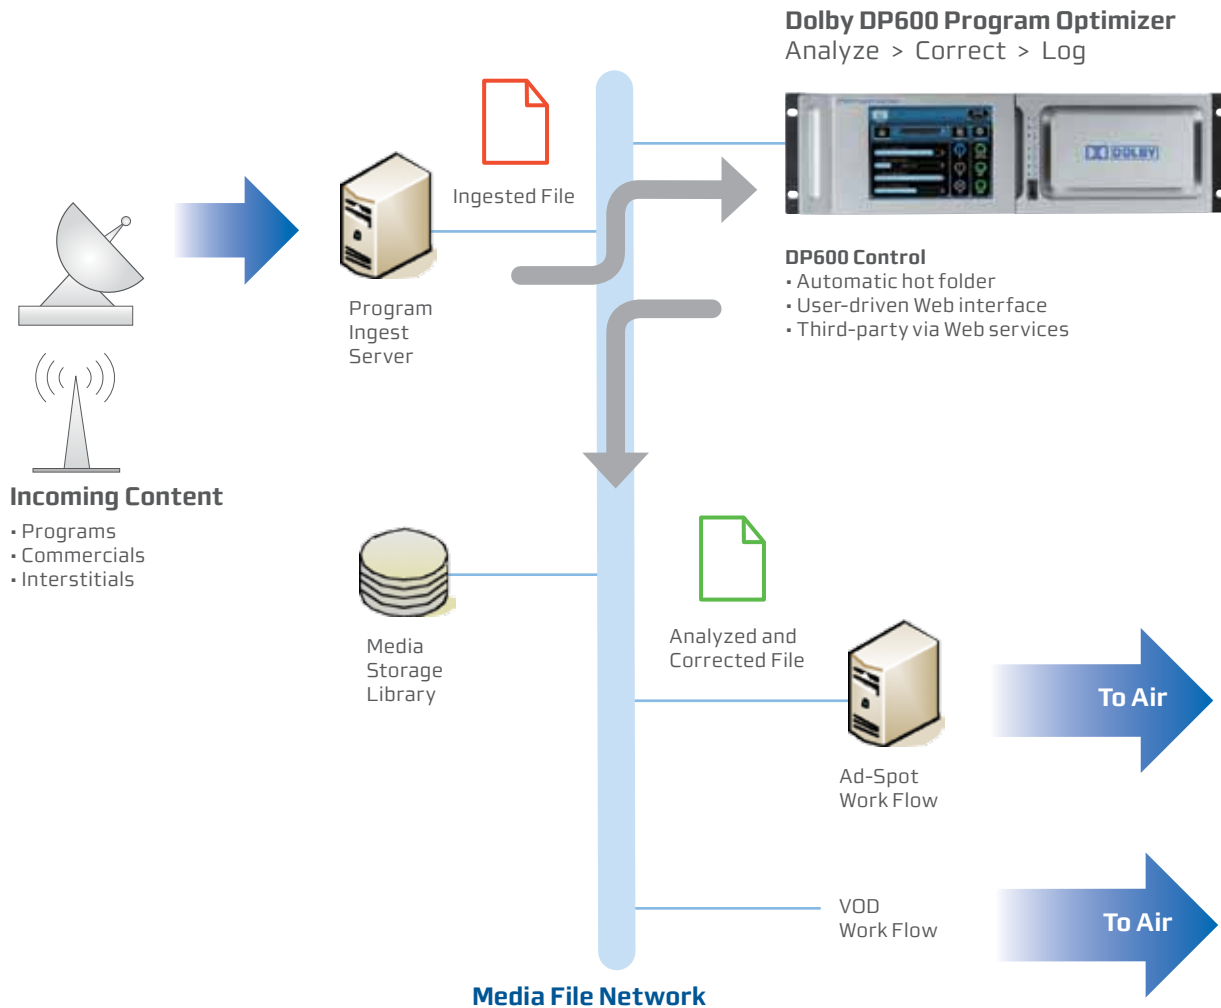 Dolby DP600 Program Optimizer
Analyze > Correct > Log
DOLBY
Ingested File
Program
Ingest
Server
DP600 Control
• Automatic hot folder
• User-driven Web interface
• Third-party via Web services
Incoming Content
• Programs
• Commercials
• Interstitials
Media
Storage
Library
Analyzed and
Corrected File
Ad-Spot
Work Flow
To Air
VOD
Work Flow
To Air
Media File Network